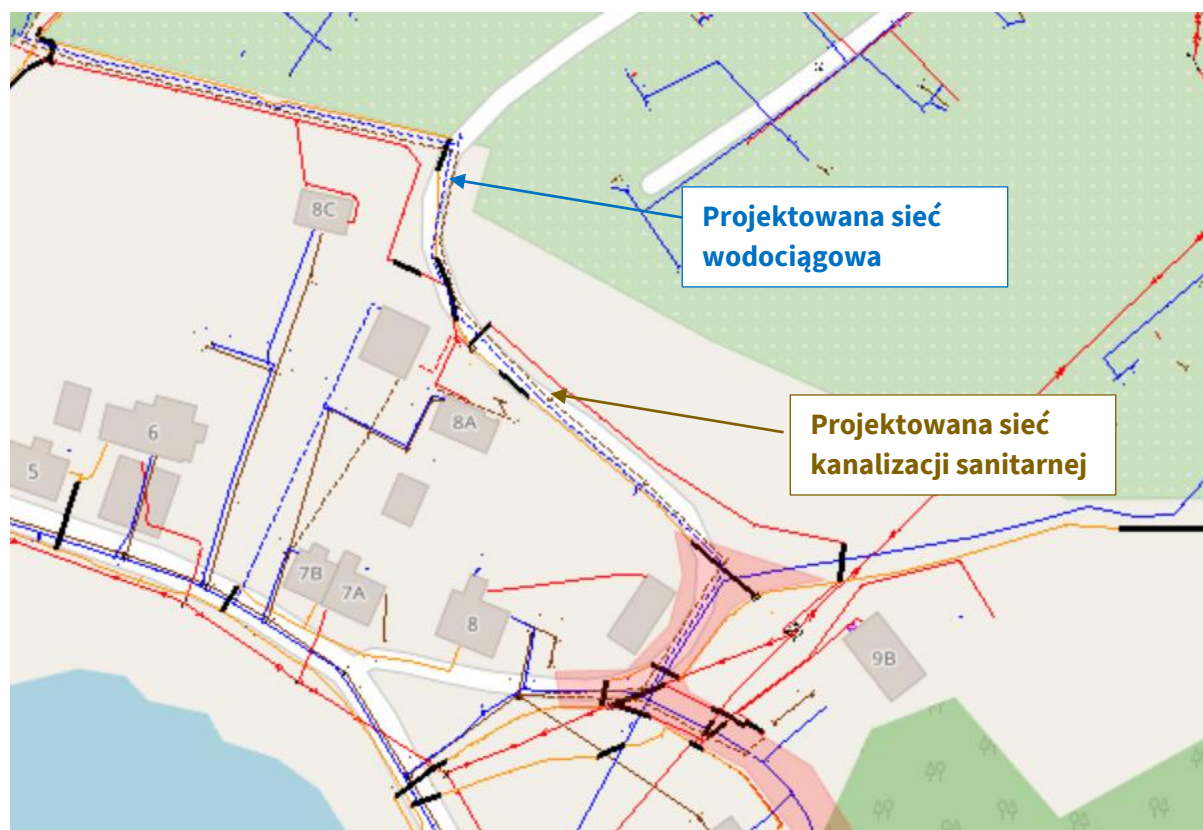 8C
Projektowana sieć
wodociągowa
8A
6
5
Projektowana sieć
kanalizacji sanitarnej
7B
7A
8
9B